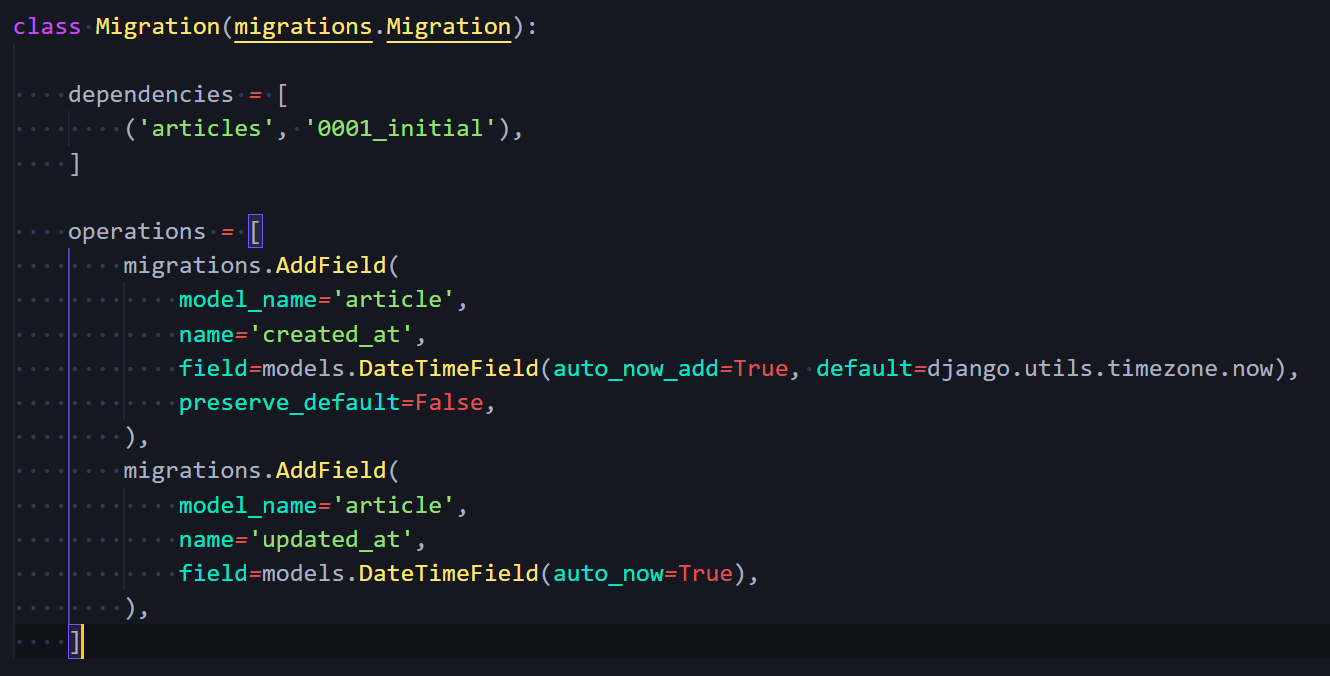 class Migration(migrations.Migration):
    dependencies = [
        ('articles', '0001_initial'),
    ]
    operations = [
        migrations.AddField(
            model_name='article',
            name='created_at',
            field=models.DateTimeField(auto_now_add=True, default=django.utils.timezone.now),
            preserve_default=False,
        ),
        migrations.AddField(
            model_name='article',
            name='updated_at',
            field=models.DateTimeField(auto_now=True),
        ),
    ]